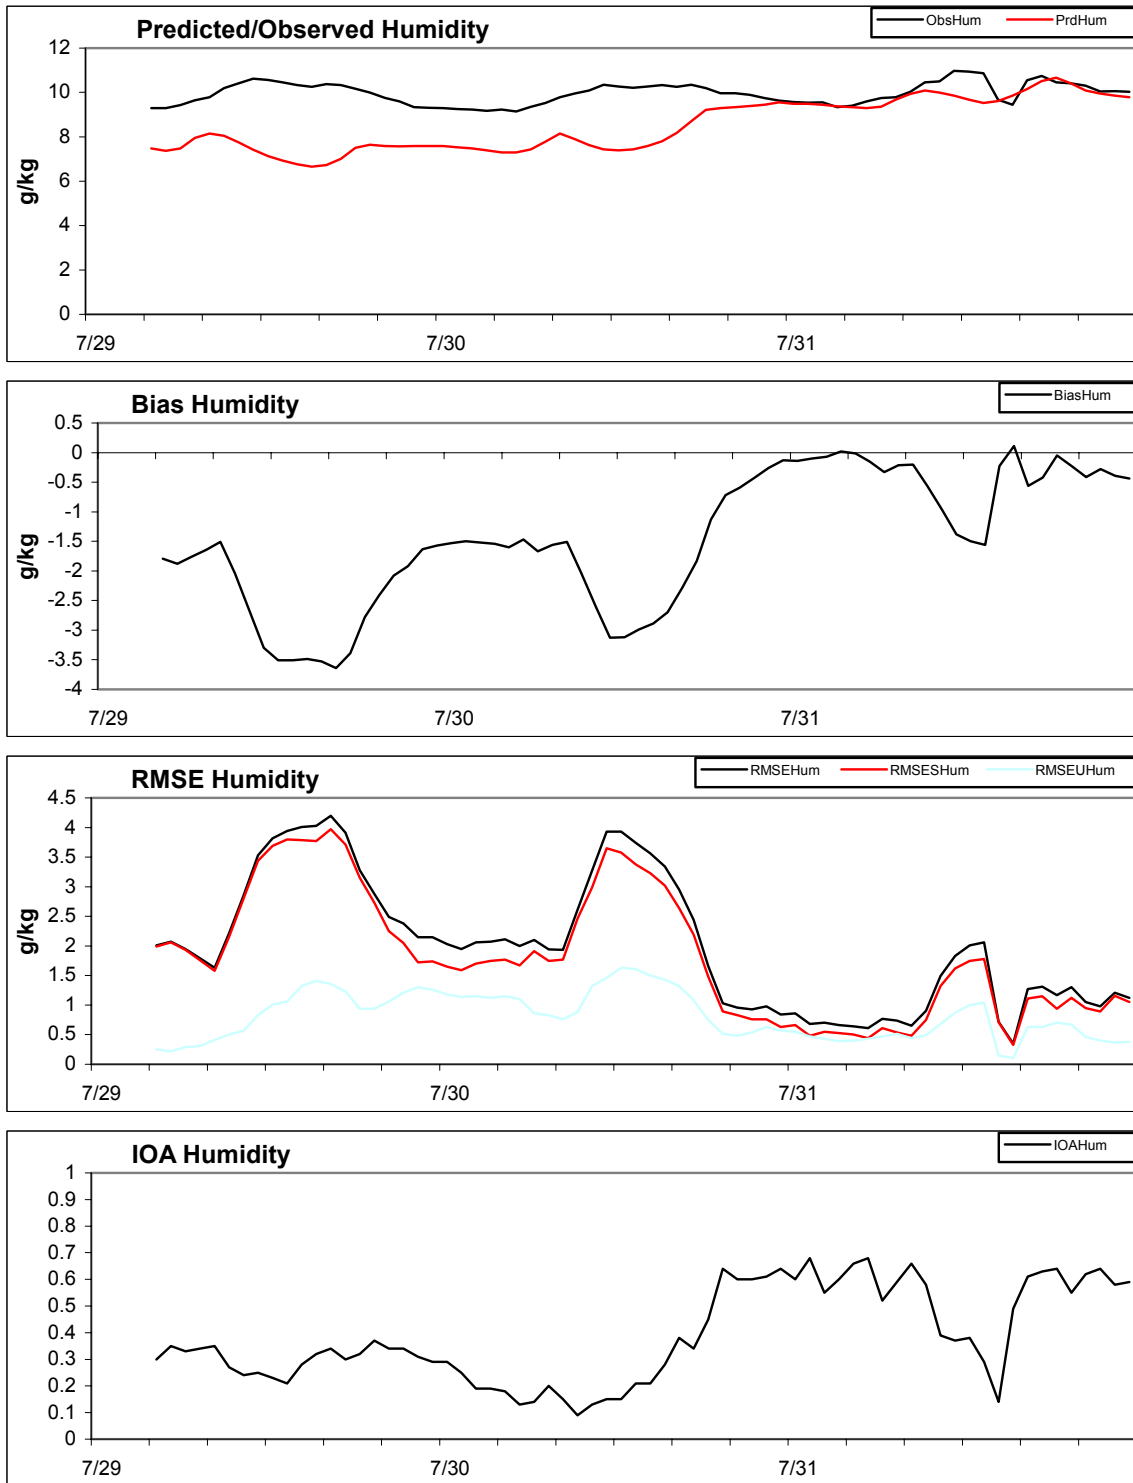 Predicted/Observed Humidity
ObsHum PrdHum
12
10
8
6
4
2
0
g/kg
7/29 7/30 7/31
Bias Humidity
BiasHum
0.5
0
-0.5
-1
-1.5
-2
-2.5
-3
-3.5
-4
g/kg
7/29 7/30 7/31
RMSE Humidity
RMSEHum RMSESHum RMSEUHum
4.5
4
3.5
3
2.5
2
1.5
1
0.5
0
g/kg
7/29 7/30 7/31
IOA Humidity
IOAHum
1
0.9
0.8
0.7
0.6
0.5
0.4
0.3
0.2
0.1
0
7/29 7/30 7/31